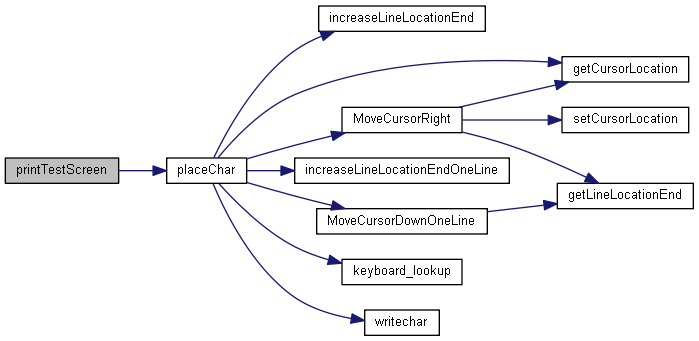 increaseLineLocationEnd
getCursorLocation
MoveCursorRight
setCursorLocation
printTestScreen
placeChar
increaseLineLocationEndOneLine
getLineLocationEnd
MoveCursorDownOneLine
keyboard_lookup
writechar